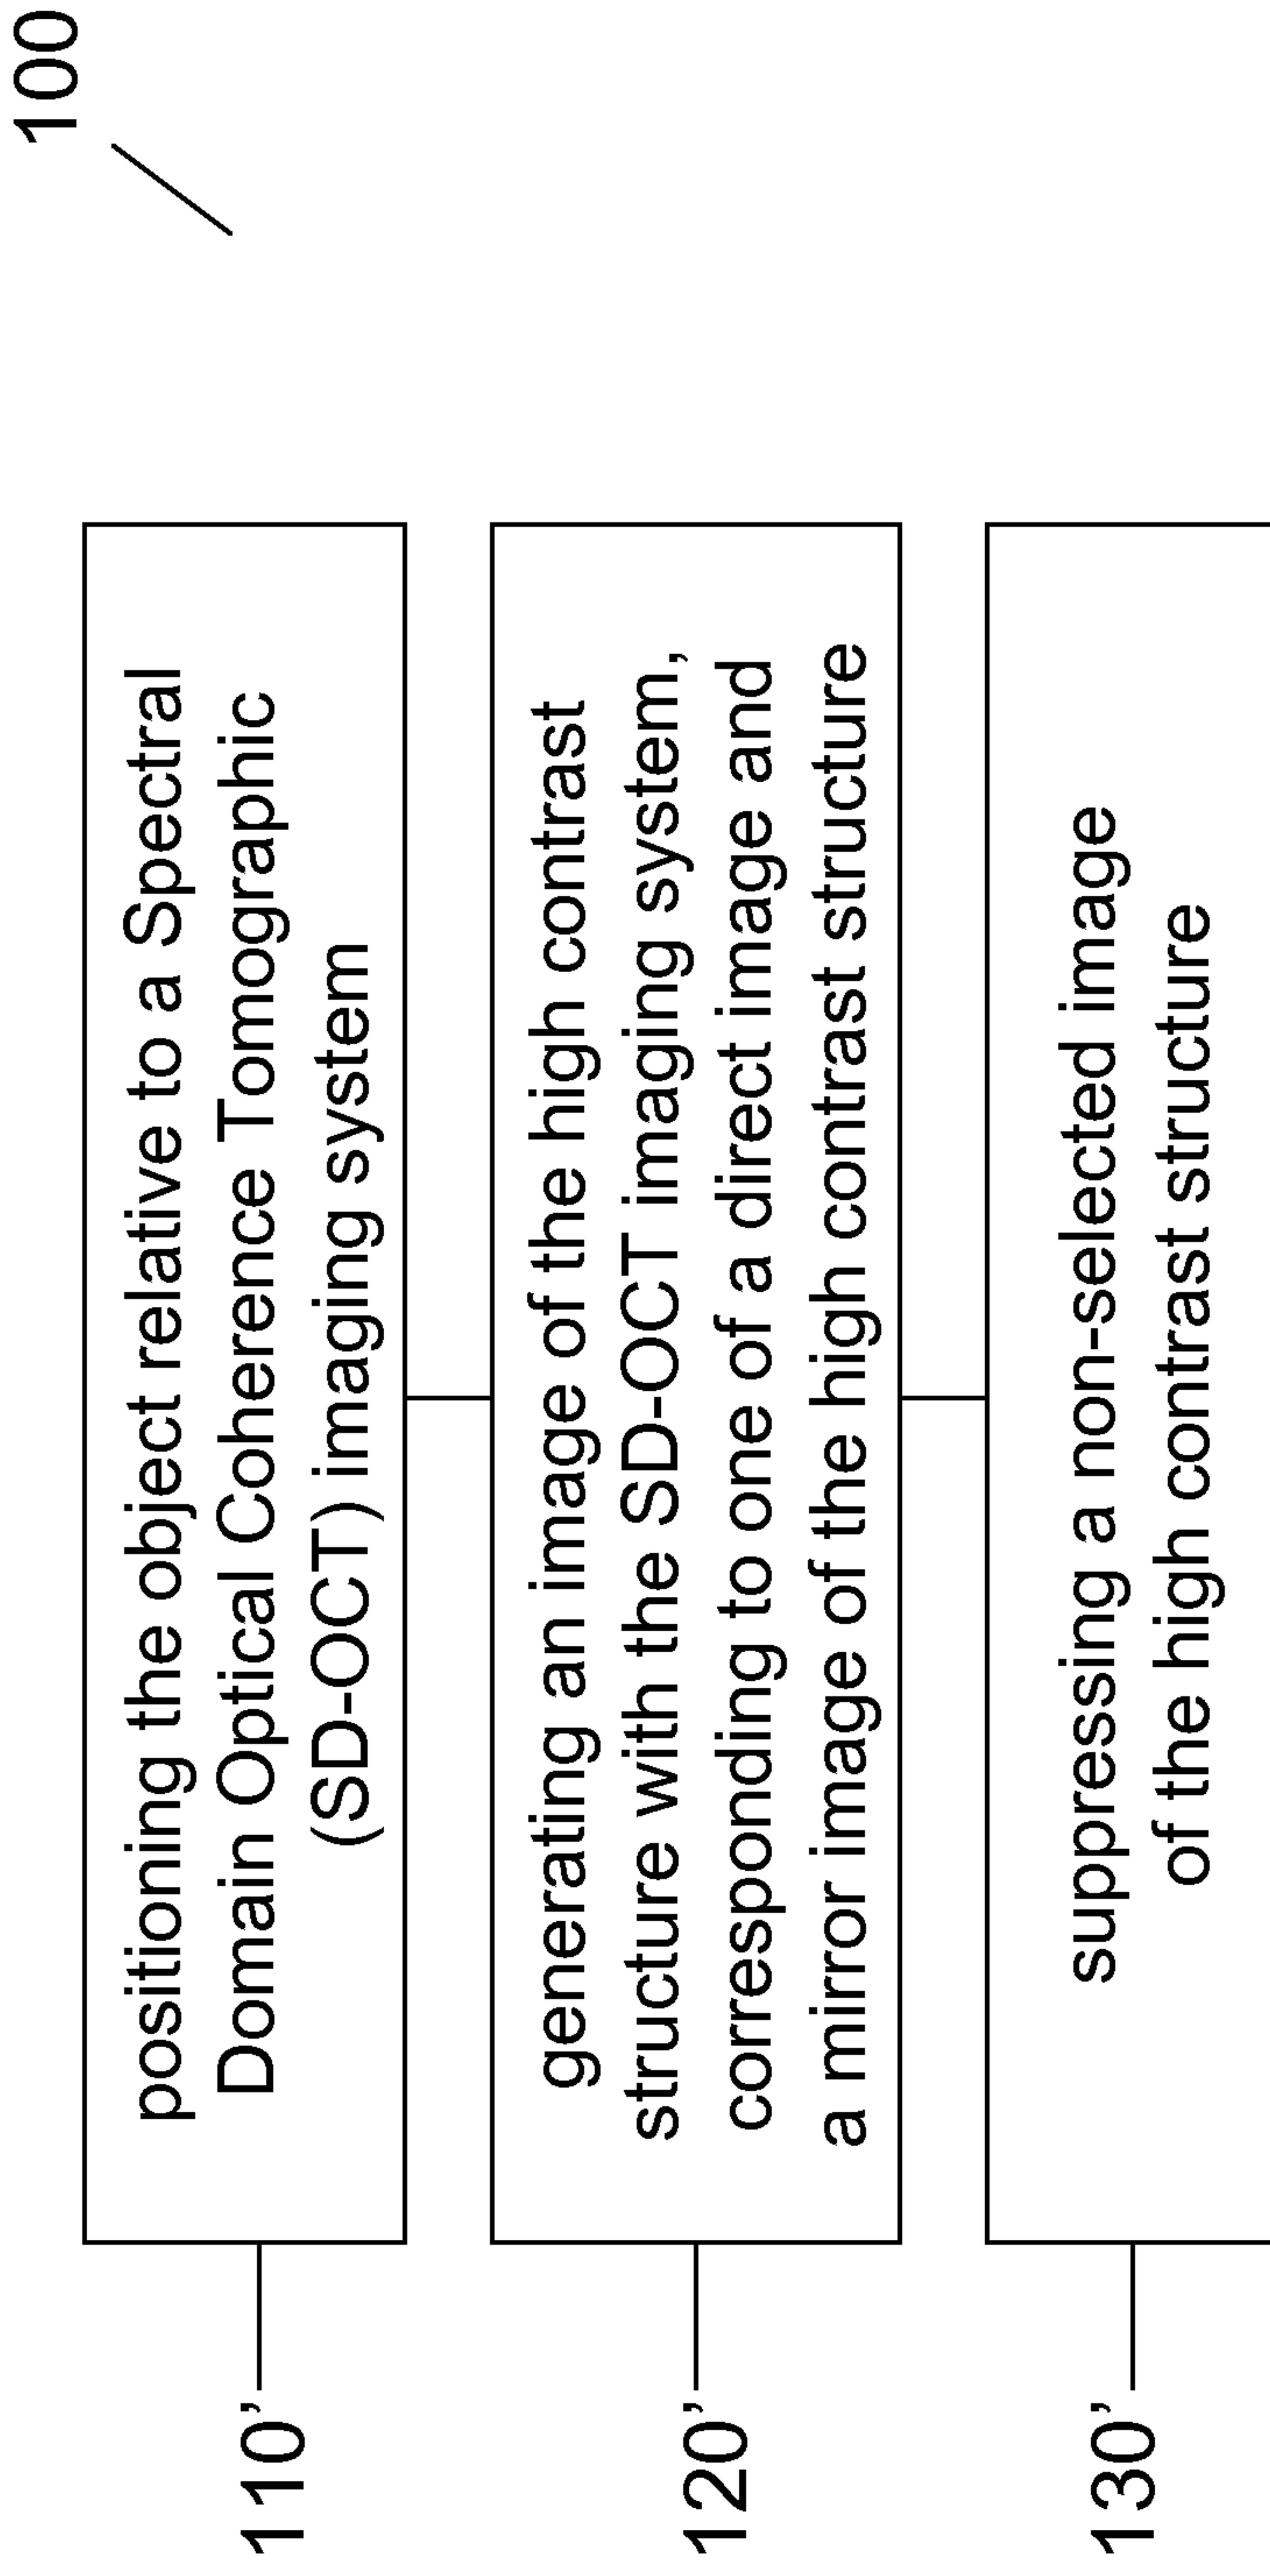 100
110’
positioning the object relative to a Spectral
Domain Optical Coherence Tomographic
(SD-OCT) imaging system
120’
generating an image of the high contrast
structure with the SD-OCT imaging system,
corresponding to one of a direct image and
a mirror image of the high contrast structure
130’
suppressing a non-selected image
of the high contrast structure